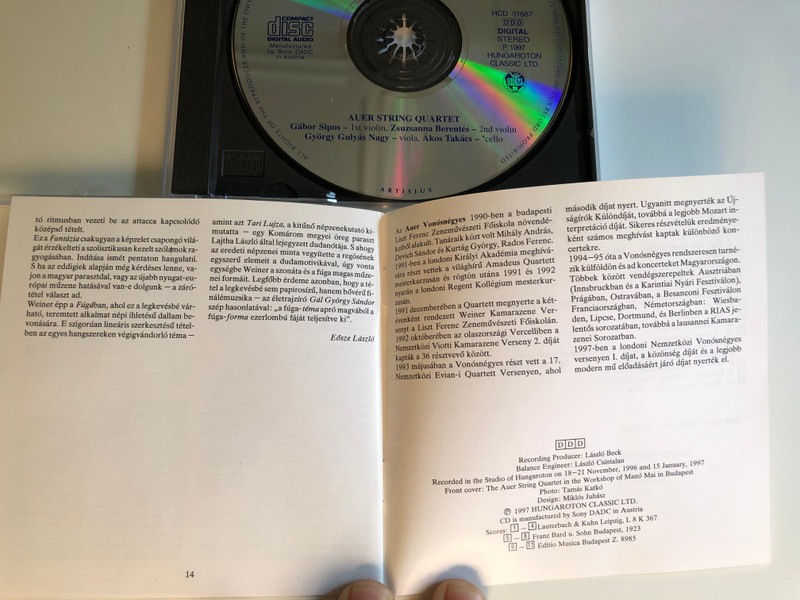 COMPACT
disc
DIGITAL AUDIO
Manufactured
by Sony DADC
in Austria
HCD 31687
DDD
DIGITAL
STEREO
Ⓟ 1997
HUNGAROTON
CLASSIC LTD.
ALL RIGHTS OF THE PRODUCER AND OF THE
RECORD PROHIBITED
AUER STRING QUARTET
Gábor Sipos – 1st violin, Zsuzsanna Berentés – 2nd violin
György Gulyás Nagy – viola, Ákos Takács – 'cello
ARTISJUS
tó ritmusban vezeti be az attacca kapcsolódó
középső tételt.
Ez a Fantázia csakugyan a képzelet csapongó vilá-
gát érzékelteti a szolisztikusan kezelt szólamok ra-
gyogásában. Indítása ismét pentaton hangulatú.
S ha az eddigiek alapján még kérdéses lenne, va-
jon a magyar parasztdal, vagy az újabb nyugat-eu-
rópai műzene hatásával van-e dolgunk — a záró-
tétel választ ad.
Weiner épp a Fúgában, ahol ez a legkevésbé vár-
ható, teremtett alkalmat népi ihletésű dallam be-
vonására. E szigorúan lineáris szerkesztésű tétel-
ben az egyes hangszereken végigvándorló téma —
amint azt Tari Lujza, a kitűnő népzenekutató ki-
mutatta — egy Komárom megyei öreg paraszt
Lajtha László által lejegyzett dudanótája. S ahogy
az eredeti népzenei minta vegyítette a regösének
egyszerű elemeit a dudamotívikával, úgy vonta
egységbe Weiner a szonáta és a fúga magas műze-
nei formáit. Legfőbb érdeme azonban, hogy a té-
tel a legkevésbé sem papírosízű, hanem bővérű fi-
nálémuzsika — az életrajzíró Gál György Sándor
szép hasonlatával: „a fúga-téma apró magvából a
fúga-forma ezerlombú fáját teljesítve ki".
Eősze László
14
Az Auer Vonósnégyes 1990-ben a budapesti
Liszt Ferenc Zeneművészeti Főiskola növendé-
keiből alakult. Tanáraik közt volt Mihály András,
Devich Sándor és Kurtág György, Rados Ferenc.
1991-ben a londoni Királyi Akadémia meghívá-
sára részt vettek a világhírű Amadeus Quartett
mesterkurzusán és rögtön utána 1991 és 1992
nyarán a londoni Regent Kollégium mesterkur-
zusán.
1991 decemberében a Quartett megnyerte a két-
évenként rendezett Weiner Kamarazene Ver-
senyt a Liszt Ferenc Zeneművészeti Főiskolán.
1992 októberében az olaszországi Vercelliben a
Nemzetközi Viotti Kamarazene Verseny 2. díját
kapták a 36 résztvevő között.
1993 májusában a Vonósnégyes részt vett a 17.
Nemzetközi Evian-i Quartett Versenyen, ahol
második díjat nyert. Ugyanitt megnyerték az Új-
ságírók Különdíját, továbbá a legjobb Mozart in-
terpretáció díját. Sikeres részvételük eredménye-
ként számos meghívást kaptak különböző kon-
certekre.
1994–95 óta a Vonósnégyes rendszeresen turnéz-
zik külföldön és ad koncerteket Magyarországon.
Többek között vendégszerepeltek Ausztriában
(Innsbruckban és a Karintiai Nyári Fesztiválon),
Prágában, Ostravában, a Besanconi Fesztiválon
Franciaországban, Németországban: Wiesba-
den, Lipcse, Dortmund, és Berlinben a RIAS je-
lentős sorozatában, továbbá a lausannei Kamara-
zenei Sorozatban.
1997-ben a londoni Nemzetközi Vonósnégyes
versenyen I. díjat, a közönség díját és a legjobb
modern mű előadásáért járó díjat nyerték el.
DDD
Recording Producer: László Beck
Balance Engineer: László Csintalan
Recorded in the Studio of Hungaroton on 18–21 November, 1996 and 15 January, 1997
Front cover: The Auer String Quartet in the Workshop of Manó Mai in Budapest
Photo: Tamás Katkó
Design: Miklós Juhász
Ⓟ 1997 HUNGAROTON CLASSIC LTD.
CD is manufactured by Sony DADC in Austria
Scores: 1 – 4 Lauterbach & Kuhn Leipzig, L 8 K 367
5 – 8 Franz Bard u. Sohn Budapest, 1923
9 – 11 Editio Musica Budapest Z. 8985